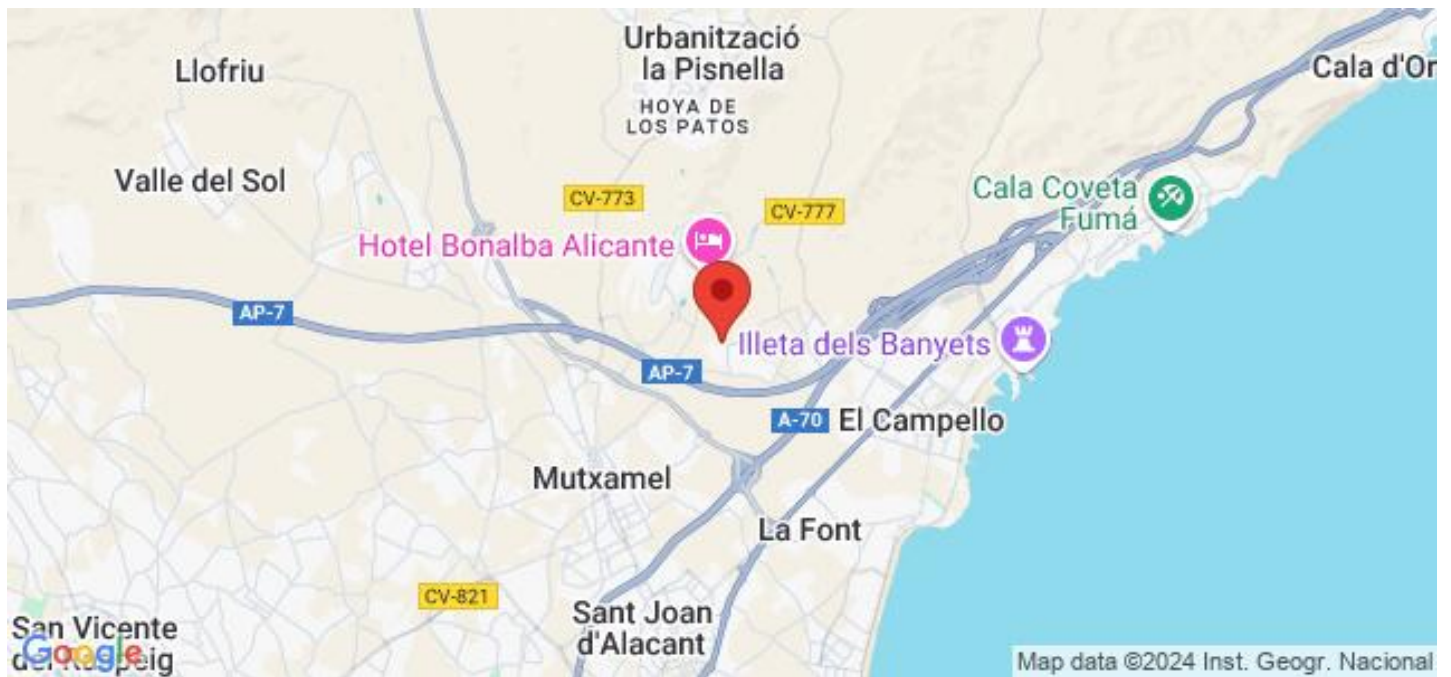 Urbanització
la Pisnella
HOYA DE
LOS PATOS
Llofriu
Cala d'Or
Valle del Sol
CV-773
CV-777
Cala Coveta
Fumá
Hotel Bonalba Alicante
AP-7
Illeta dels Banyets
AP-7
A-70
El Campello
Mutxamel
La Font
CV-821
Sant Joan
d'Alacant
San Vicente
Google
Map data ©2024 Inst. Geogr. Nacional